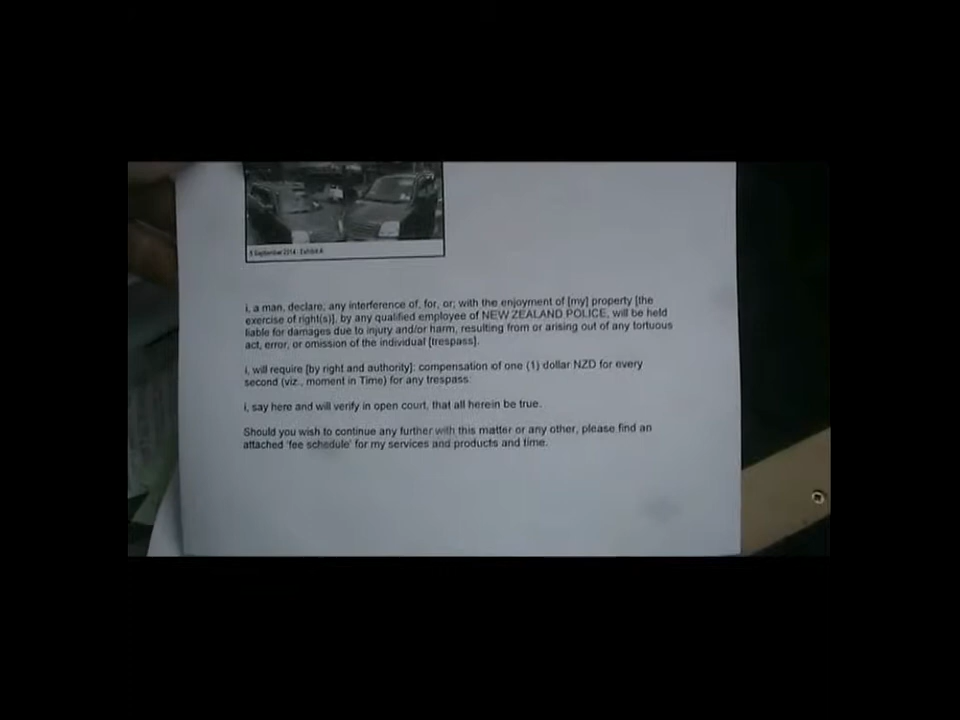 5 September 2014 - Exhibit A
i, a man, declare; any interference of, for, or; with the enjoyment of [my] property [the
exercise of right(s)], by any qualified employee of NEW ZEALAND POLICE, will be held
liable for damages due to injury and/or harm, resulting from or arising out of any tortuous
act, error, or omission of the individual [trespass].
i, will require [by right and authority]: compensation of one (1) dollar NZD for every
second (viz., moment in Time) for any trespass.
i, say here and will verify in open court, that all herein be true.
Should you wish to continue any further with this matter or any other, please find an
attached 'fee schedule' for my services and products and time.